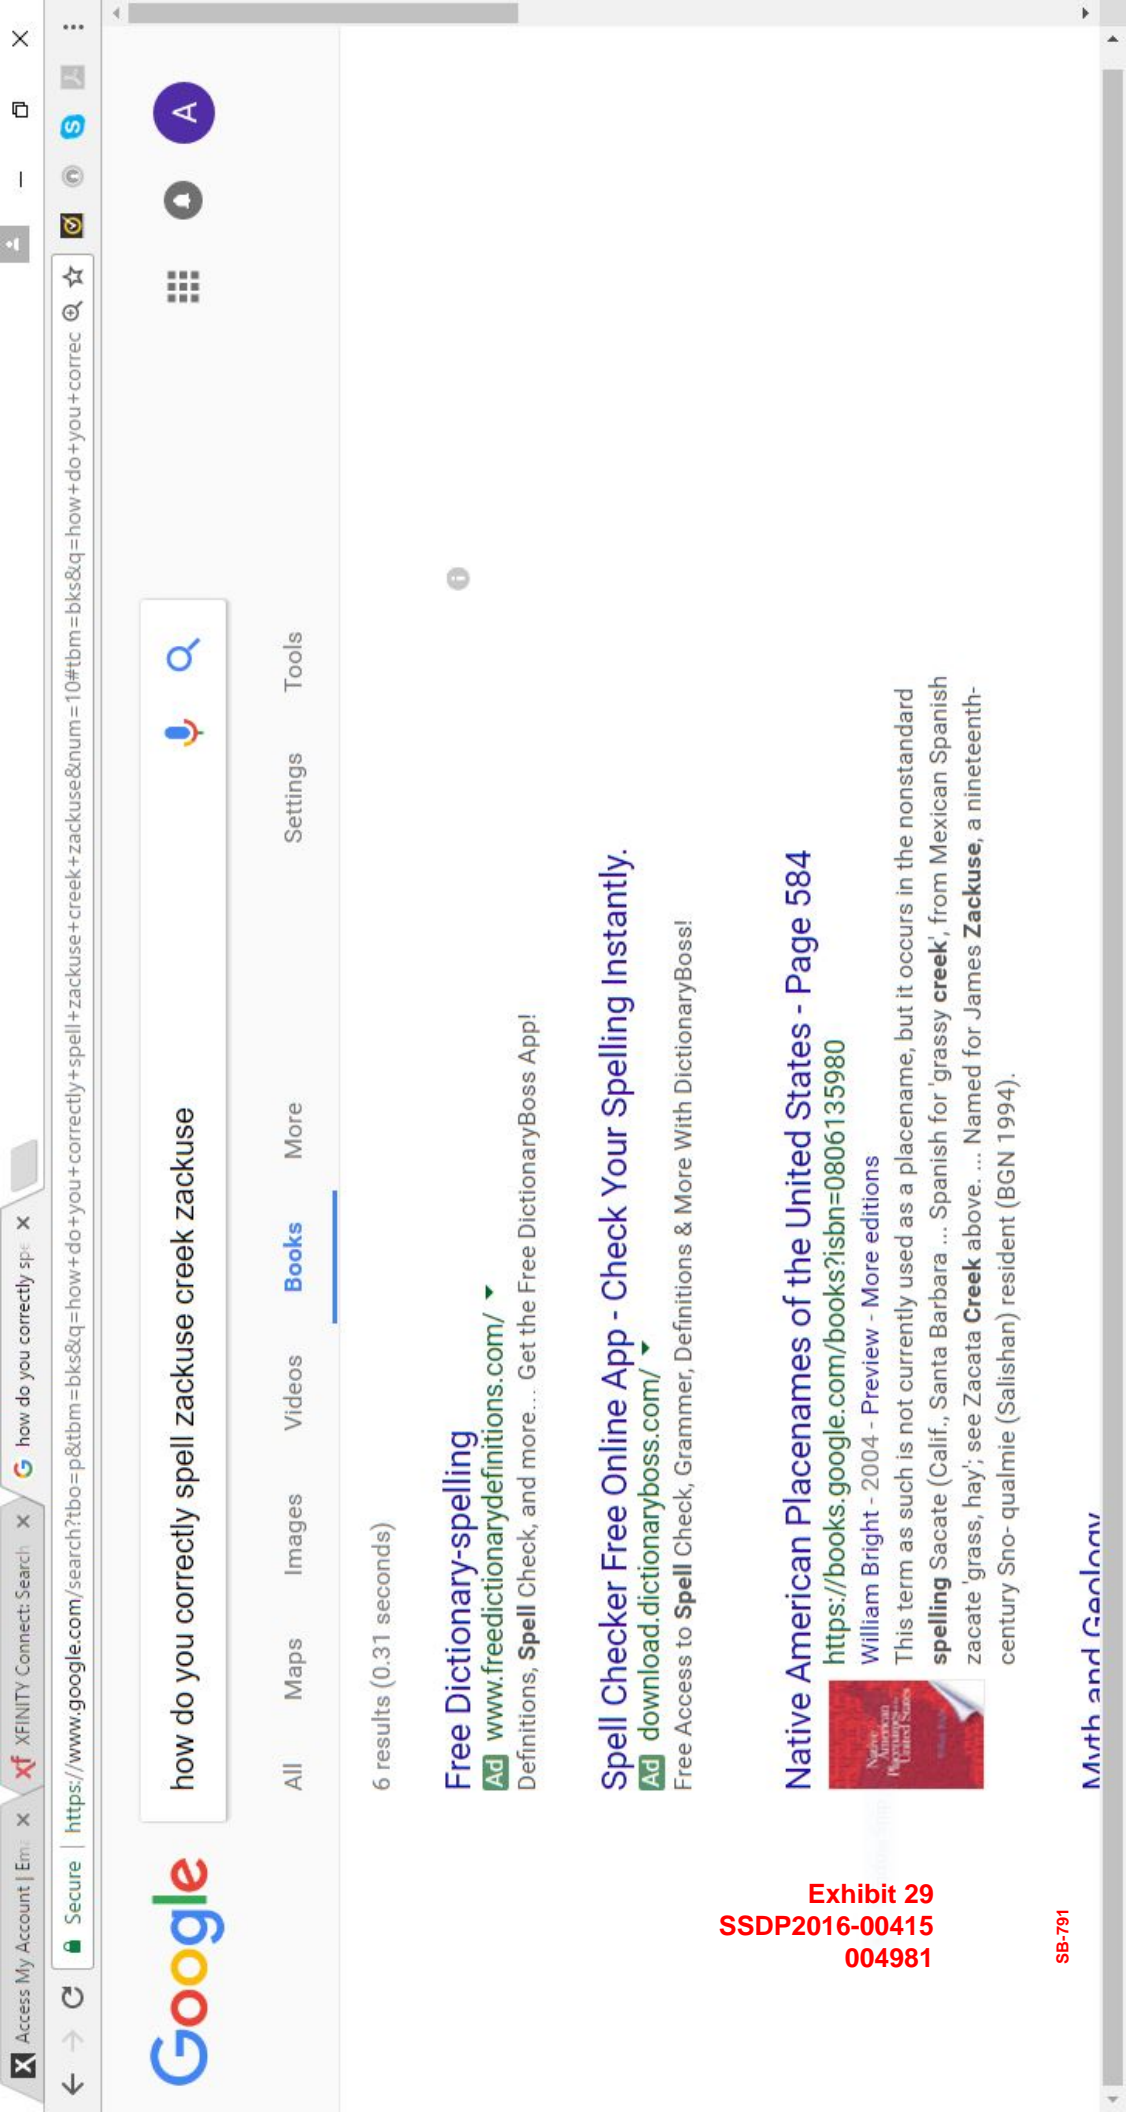 Access My Account | Ema
XFINITY Connect: Search
how do you correctly spe
Secure | https://www.google.com/search?tbo=p&tbm=bks&q=how+do+you+correctly+spell+zackuse+creek+zackuse&num=10#tbm=bks&q=how+do+you+correc
Google
how do you correctly spell zackuse creek zackuse
A
All Maps Images Videos Books More Settings Tools
6 results (0.31 seconds)
Free Dictionary-spelling
Ad www.freedictionarydefinitions.com/
Definitions, Spell Check, and more... Get the Free DictionaryBoss App!
Spell Checker Free Online App - Check Your Spelling Instantly.
Ad download.dictionaryboss.com/
Free Access to Spell Check, Grammer, Definitions & More With DictionaryBoss!
Native American Placenames of the United States - Page 584
https://books.google.com/books?isbn=0806135980
William Bright - 2004 - Preview - More editions
This term as such is not currently used as a placename, but it occurs in the nonstandard
spelling Sacate (Calif., Santa Barbara ... Spanish for 'grassy creek', from Mexican Spanish
zacate 'grass, hay'; see Zacata Creek above. ... Named for James Zackuse, a nineteenth-
century Sno- qualmie (Salishan) resident (BGN 1994).
Native
American
Placenames
United States
Myth and Geology
Exhibit 29
SSDP2016-00415
004981
SB-791